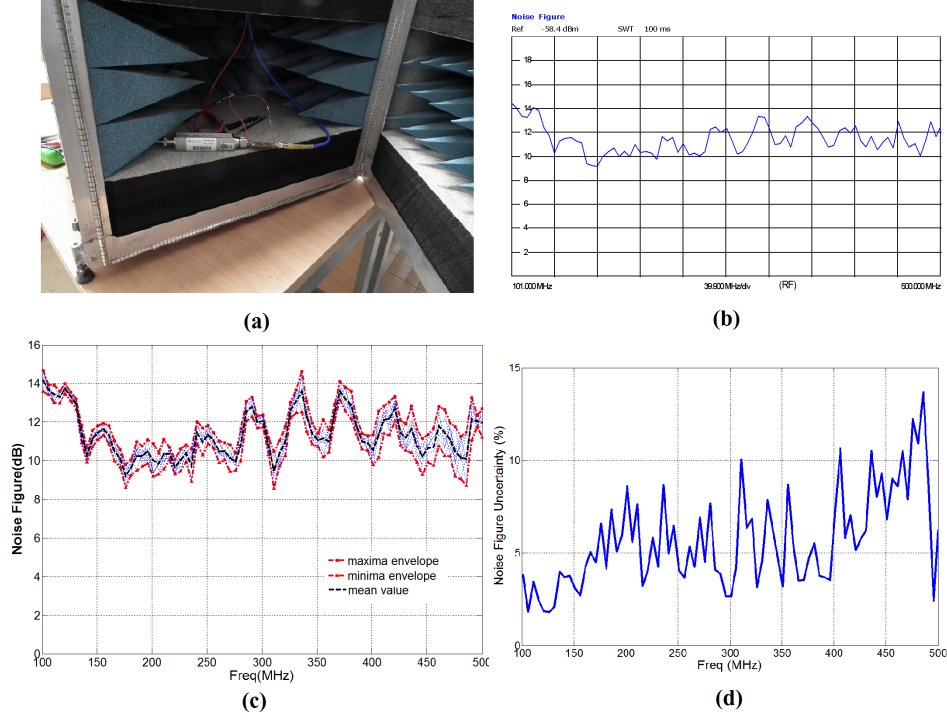 (a)
Noise Figure
Ref -58.4 dBm SWT 100 ms
18
16
14
12
10
8
6
4
2
101.000 MHz 39.900 MHz/div (RF) 500.000 MHz
(b)
Noise Figure(dB)
16
14
12
10
8
6
4
2
0
maxima envelope
minima envelope
mean value
100 150 200 250 300 350 400 450 500
Freq(MHz)
(c)
Noise Figure Uncertainty (%)
15
10
5
0
100 150 200 250 300 350 400 450 500
Freq (MHz)
(d)